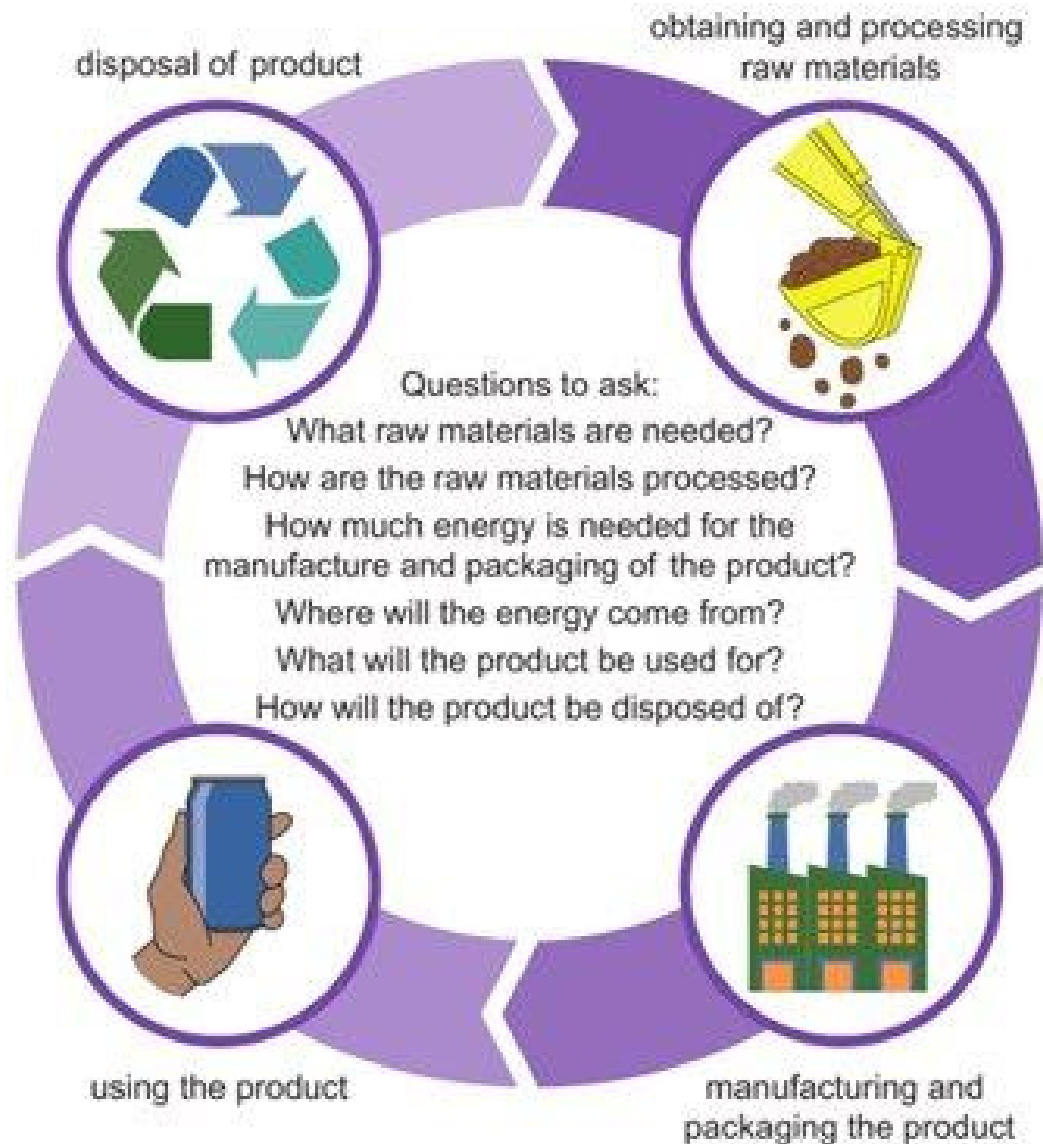 disposal of product
obtaining and processing
raw materials
Questions to ask:
What raw materials are needed?
How are the raw materials processed?
How much energy is needed for the
manufacture and packaging of the product?
Where will the energy come from?
What will the product be used for?
How will the product be disposed of?
using the product
manufacturing and
packaging the product